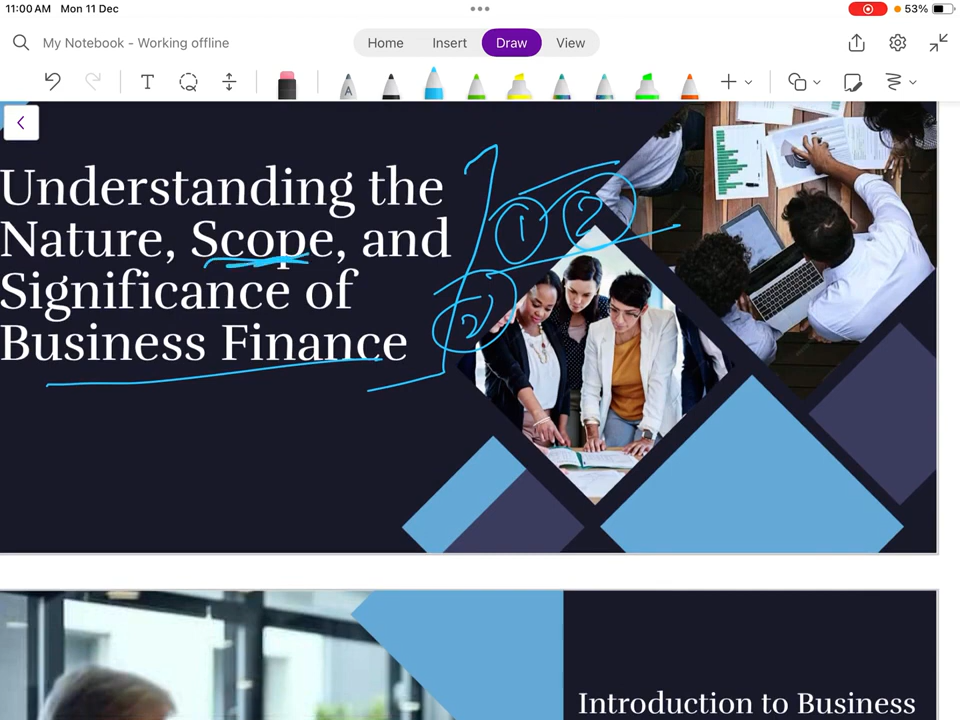 11:00 AM Mon 11 Dec
53%
My Notebook - Working offline
Home Insert Draw View
T
A
Understanding the
Nature, Scope, and
Significance of
Business Finance
1 2
2
Introduction to Business